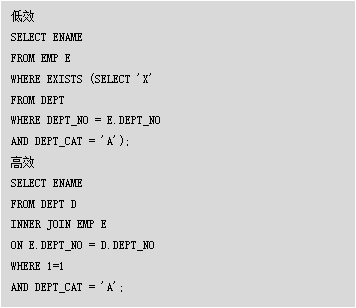 低效
SELECT ENAME
FROM EMP E
WHERE EXISTS (SELECT 'X'
FROM DEPT
WHERE DEPT_NO = E.DEPT_NO
AND DEPT_CAT = 'A');
高效
SELECT ENAME
FROM DEPT D
INNER JOIN EMP E
ON E.DEPT_NO = D.DEPT_NO
WHERE 1=1
AND DEPT_CAT = 'A';